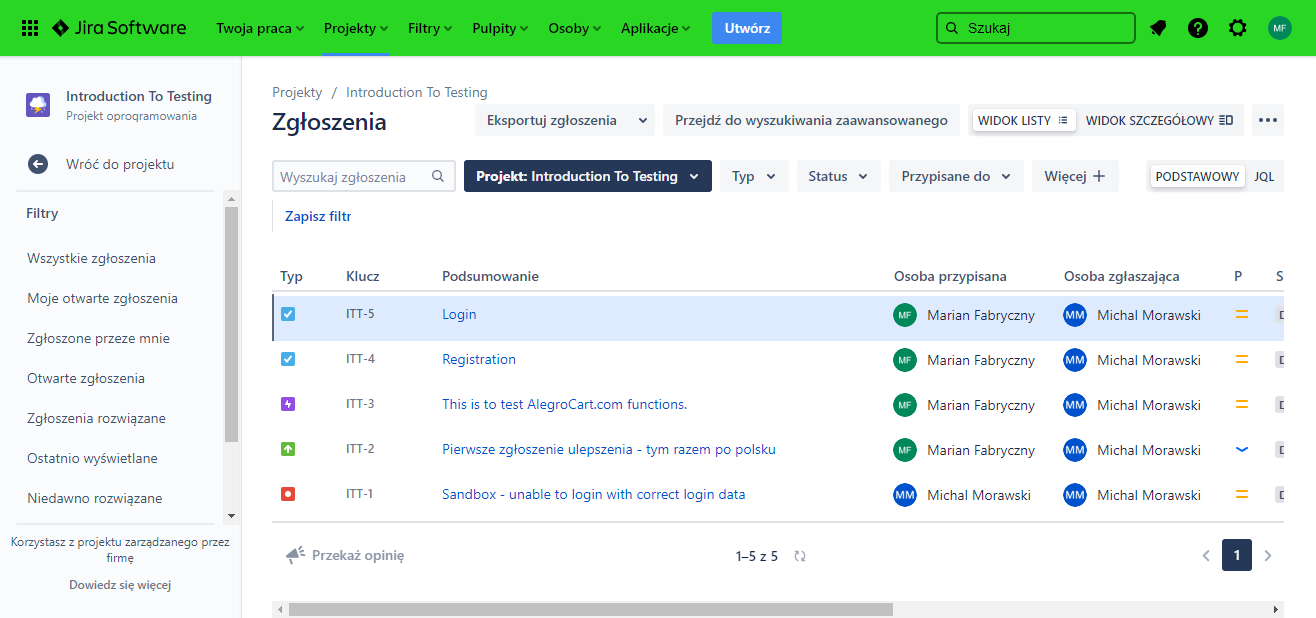 Jira Software Twoja praca Projekty Filtry Pulpity Osoby Aplikacje Utwórz Szukaj MF
Introduction To Testing
Projekt oprogramowania
Wróć do projektu
Filtry
Wszystkie zgłoszenia
Moje otwarte zgłoszenia
Zgłoszone przeze mnie
Otwarte zgłoszenia
Zgłoszenia rozwiązane
Ostatnio wyświetlane
Niedawno rozwiązane
Korzystasz z projektu zarządzanego przez
firmę
Dowiedz się więcej
Projekty / Introduction To Testing
Zgłoszenia Eksportuj zgłoszenia Przejdź do wyszukiwania zaawansowanego WIDOK LISTY WIDOK SZCZEGÓŁOWY
Wyszukaj zgłoszenia Projekt: Introduction To Testing Typ Status Przypisane do Więcej + PODSTAWOWY JQL
Zapisz filtr
Typ Klucz Podsumowanie Osoba przypisana Osoba zgłaszająca P S
ITT-5 Login MF Marian Fabryczny MM Michal Morawski
ITT-4 Registration MF Marian Fabryczny MM Michal Morawski
ITT-3 This is to test AlegroCart.com functions. MF Marian Fabryczny MM Michal Morawski
ITT-2 Pierwsze zgłoszenie ulepszenia - tym razem po polsku MF Marian Fabryczny MM Michal Morawski
ITT-1 Sandbox - unable to login with correct login data MM Michal Morawski MM Michal Morawski
Przekaż opinię 1–5 z 5 1